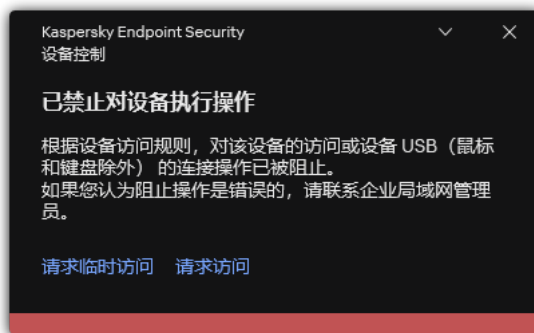 Kaspersky Endpoint Security
设备控制
已禁止对设备执行操作
根据设备访问规则，对该设备的访问或设备 USB（鼠标
和键盘除外） 的连接操作已被阻止。
如果您认为阻止操作是错误的，请联系企业局域网管理
员。
请求临时访问 请求访问